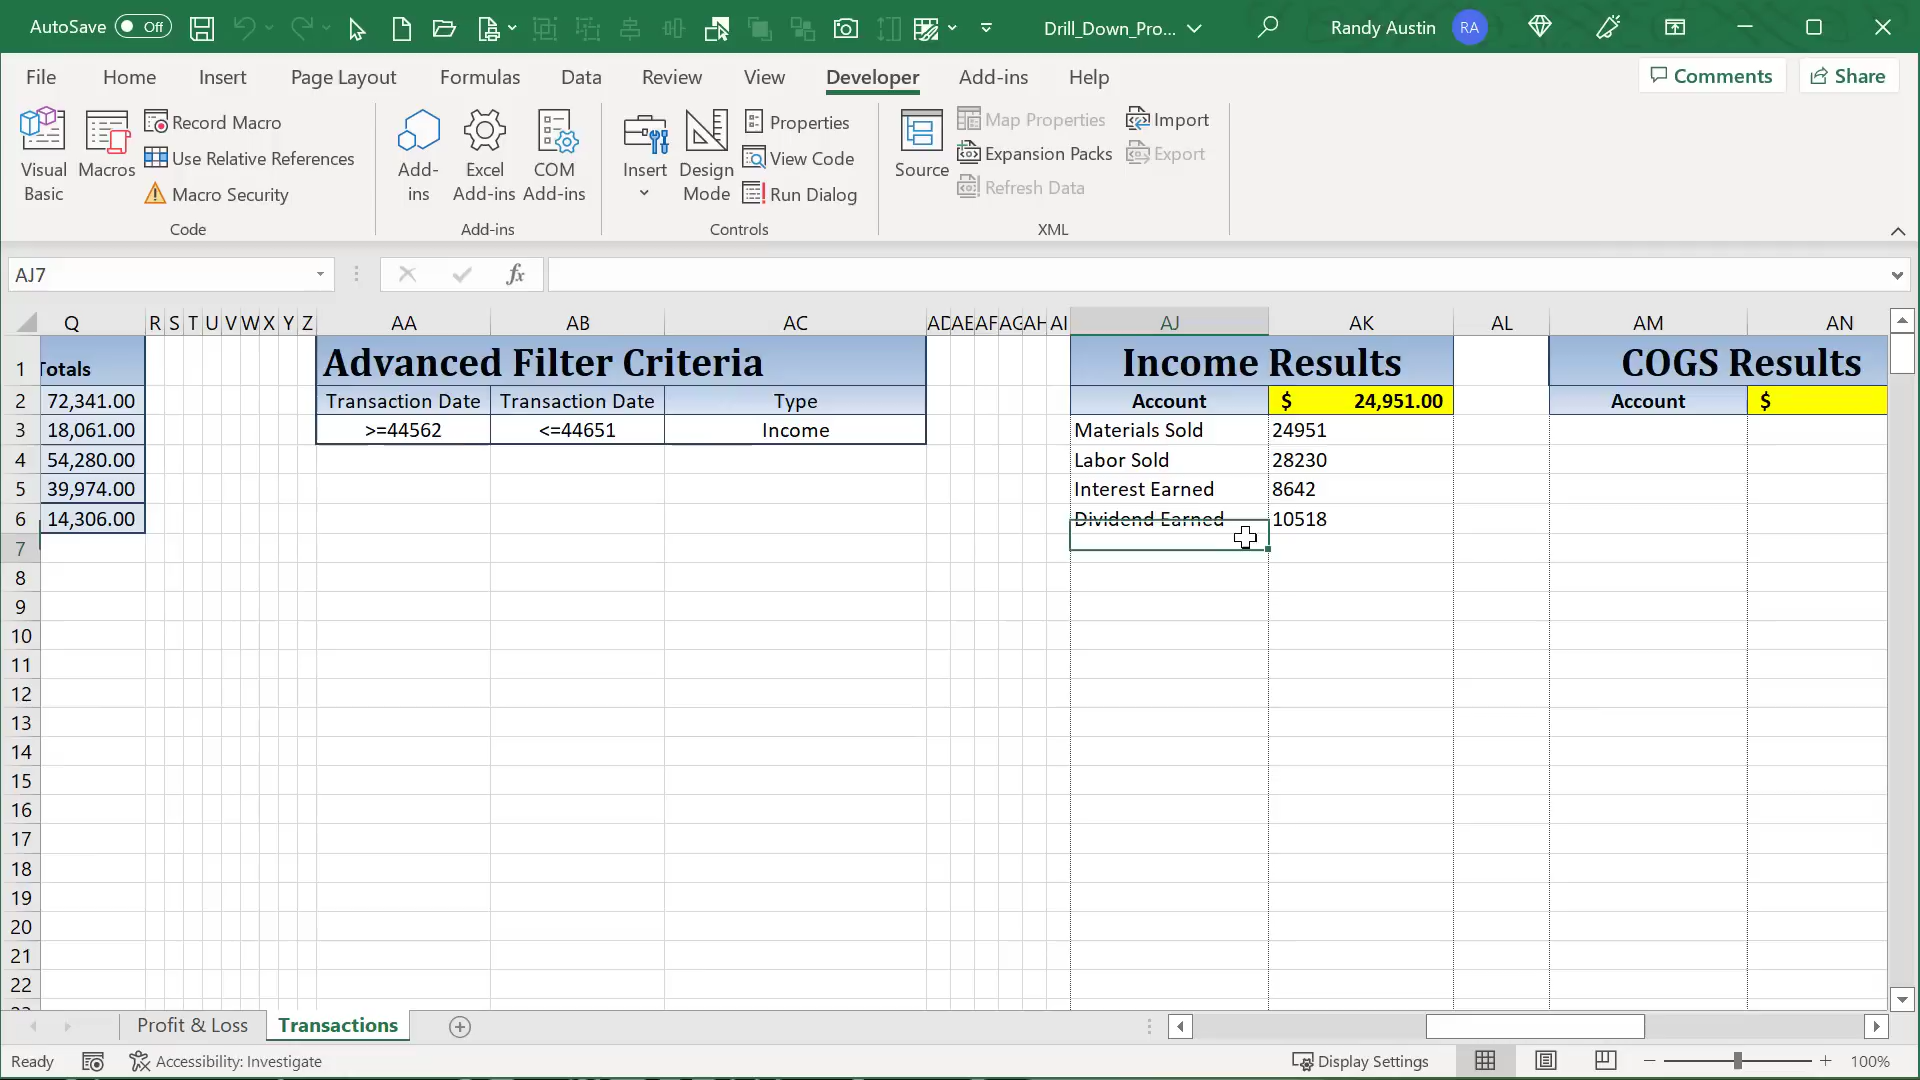 AutoSave Off Drill_Down_Pro... Randy Austin RA
File Home Insert Page Layout Formulas Data Review View Developer Add-ins Help Comments Share
Visual Basic
Macros
Record Macro
Use Relative References
Macro Security
Code
Add-ins
Excel Add-ins
COM Add-ins
Add-ins
Insert
Design Mode
Properties
View Code
Run Dialog
Controls
Source
Map Properties
Expansion Packs
Refresh Data
Import
Export
XML
AJ7 fx
Q R S T U V W X Y Z AA AB AC AD AE AF AG AH AI AJ AK AL AM AN
1 Totals Advanced Filter Criteria Income Results COGS Results
2 72,341.00 Transaction Date Transaction Date Type Account $ 24,951.00 Account $
3 18,061.00 >=44562 <=44651 Income Materials Sold 24951
4 54,280.00 Labor Sold 28230
5 39,974.00 Interest Earned 8642
6 14,306.00 Dividend Earned 10518
7
8
9
10
11
12
13
14
15
16
17
18
19
20
21
22
Profit & Loss Transactions
Ready Accessibility: Investigate Display Settings 100%